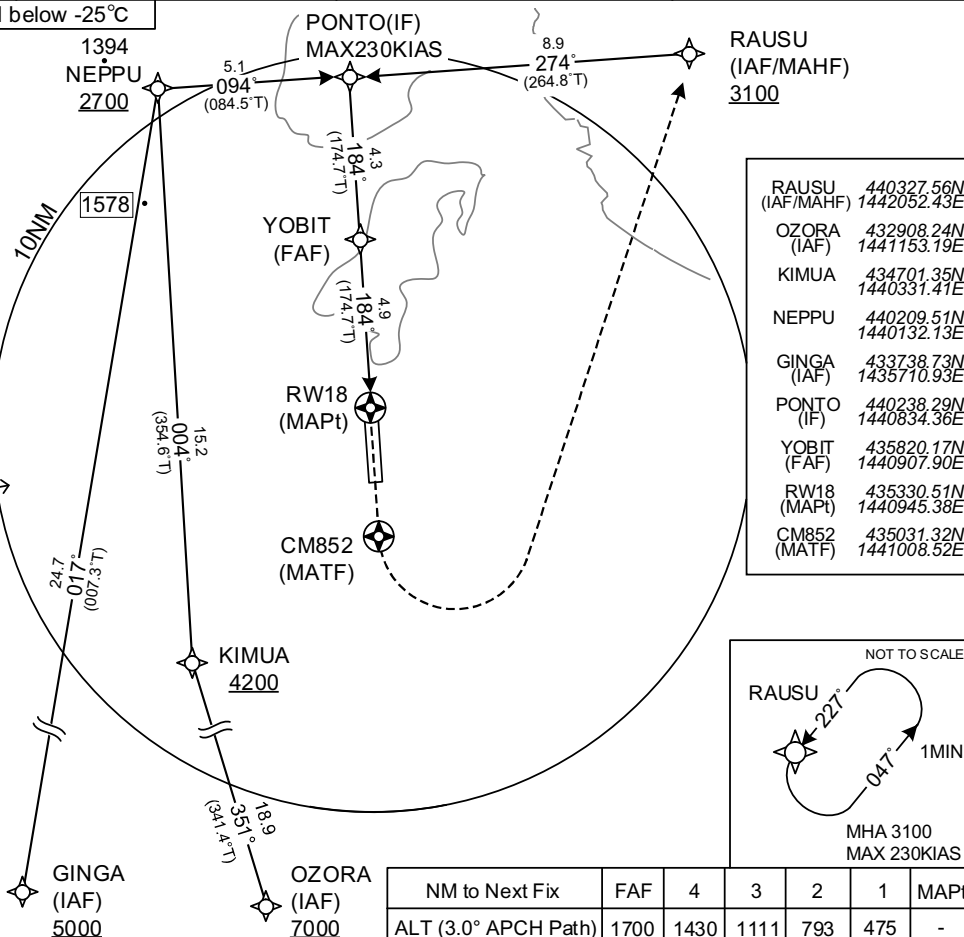 below -25°C
1394
NEPPU
2700
5.1
094°
(084.5°T)
PONTO(IF)
MAX230KIAS
8.9
274°
(264.8°T)
RAUSU
(IAF/MAHF)
3100
4.3
184°
(174.7°T)
1578
10NM
YOBIT
(FAF)
4.9
184°
(174.7°T)
RW18
(MAPt)
CM852
(MATF)
15.2
004°
(354.6°T)
24.7
017°
(007.3°T)
KIMUA
4200
18.9
351°
(341.4°T)
GINGA
(IAF)
5000
OZORA
(IAF)
7000
RAUSU 440327.56N
(IAF/MAHF) 1442052.43E
OZORA 432908.24N
(IAF) 1441153.19E
KIMUA 434701.35N
1440331.41E
NEPPU 440209.51N
1440132.13E
GINGA 433738.73N
(IAF) 1435710.93E
PONTO 440238.29N
(IF) 1440834.36E
YOBIT 435820.17N
(FAF) 1440907.90E
RW18 435330.51N
(MAPt) 1440945.38E
CM852 435031.32N
(MATF) 1441008.52E
NOT TO SCALE
RAUSU
227°
047°
1MIN
MHA 3100
MAX 230KIAS
NM to Next Fix FAF 4 3 2 1 MAPt
ALT (3.0° APCH Path) 1700 1430 1111 793 475 -